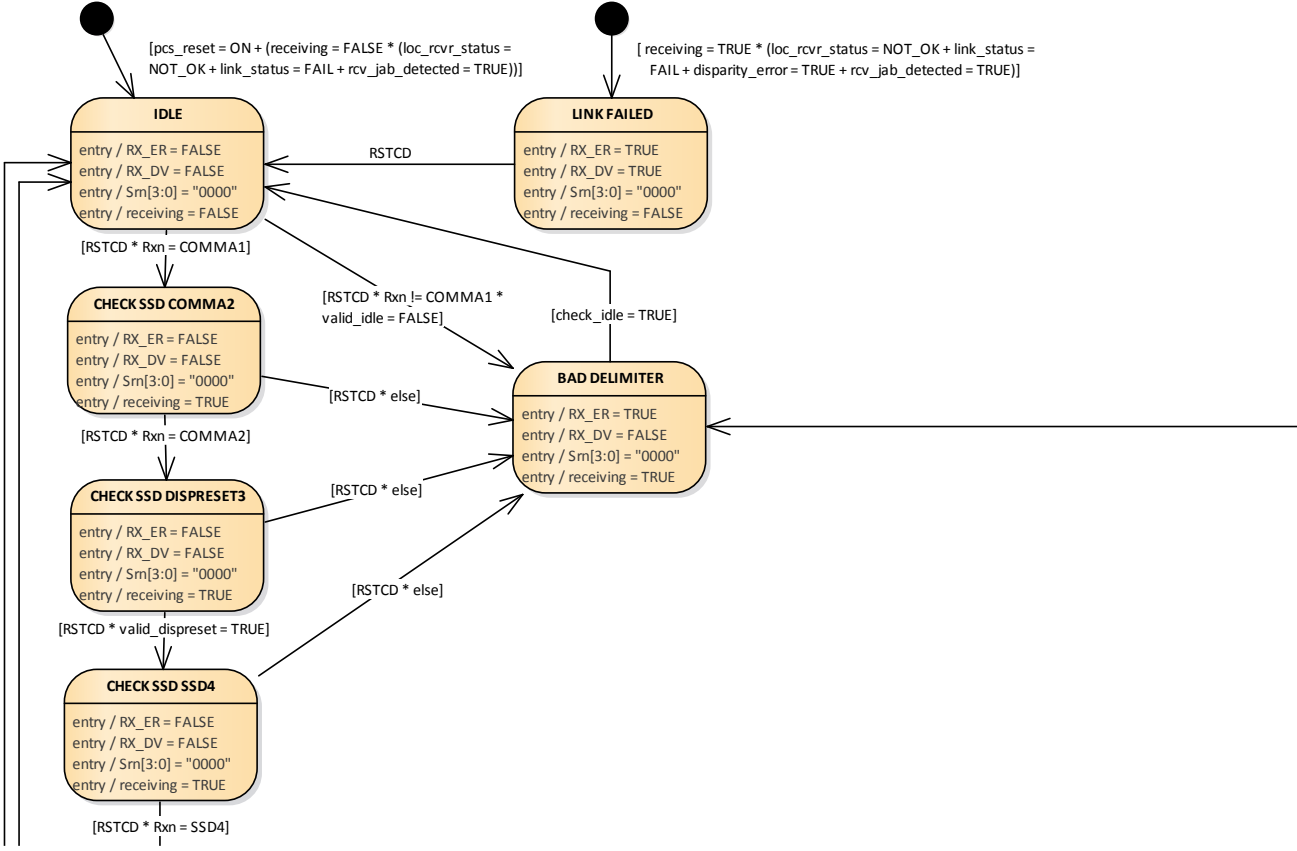 [pcs_reset = ON + (receiving = FALSE * (loc_rcvr_status =
NOT_OK + link_status = FAIL + rcv_jab_detected = TRUE))]
[ receiving = TRUE * (loc_rcvr_status = NOT_OK + link_status =
FAIL + disparity_error = TRUE + rcv_jab_detected = TRUE)]
IDLE
entry / RX_ER = FALSE
entry / RX_DV = FALSE
entry / Srn[3:0] = "0000"
entry / receiving = FALSE
RSTCD
LINK FAILED
entry / RX_ER = TRUE
entry / RX_DV = TRUE
entry / Srn[3:0] = "0000"
entry / receiving = FALSE
[RSTCD * Rxn = COMMA1]
[RSTCD * Rxn != COMMA1 *
valid_idle = FALSE]
[check_idle = TRUE]
CHECK SSD COMMA2
entry / RX_ER = FALSE
entry / RX_DV = FALSE
entry / Srn[3:0] = "0000"
entry / receiving = TRUE
[RSTCD * else]
BAD DELIMITER
entry / RX_ER = TRUE
entry / RX_DV = FALSE
entry / Srn[3:0] = "0000"
entry / receiving = TRUE
[RSTCD * Rxn = COMMA2]
CHECK SSD DISPRESET3
entry / RX_ER = FALSE
entry / RX_DV = FALSE
entry / Srn[3:0] = "0000"
entry / receiving = TRUE
[RSTCD * else]
[RSTCD * valid_dispreset = TRUE]
[RSTCD * else]
CHECK SSD SSD4
entry / RX_ER = FALSE
entry / RX_DV = FALSE
entry / Srn[3:0] = "0000"
entry / receiving = TRUE
[RSTCD * Rxn = SSD4]